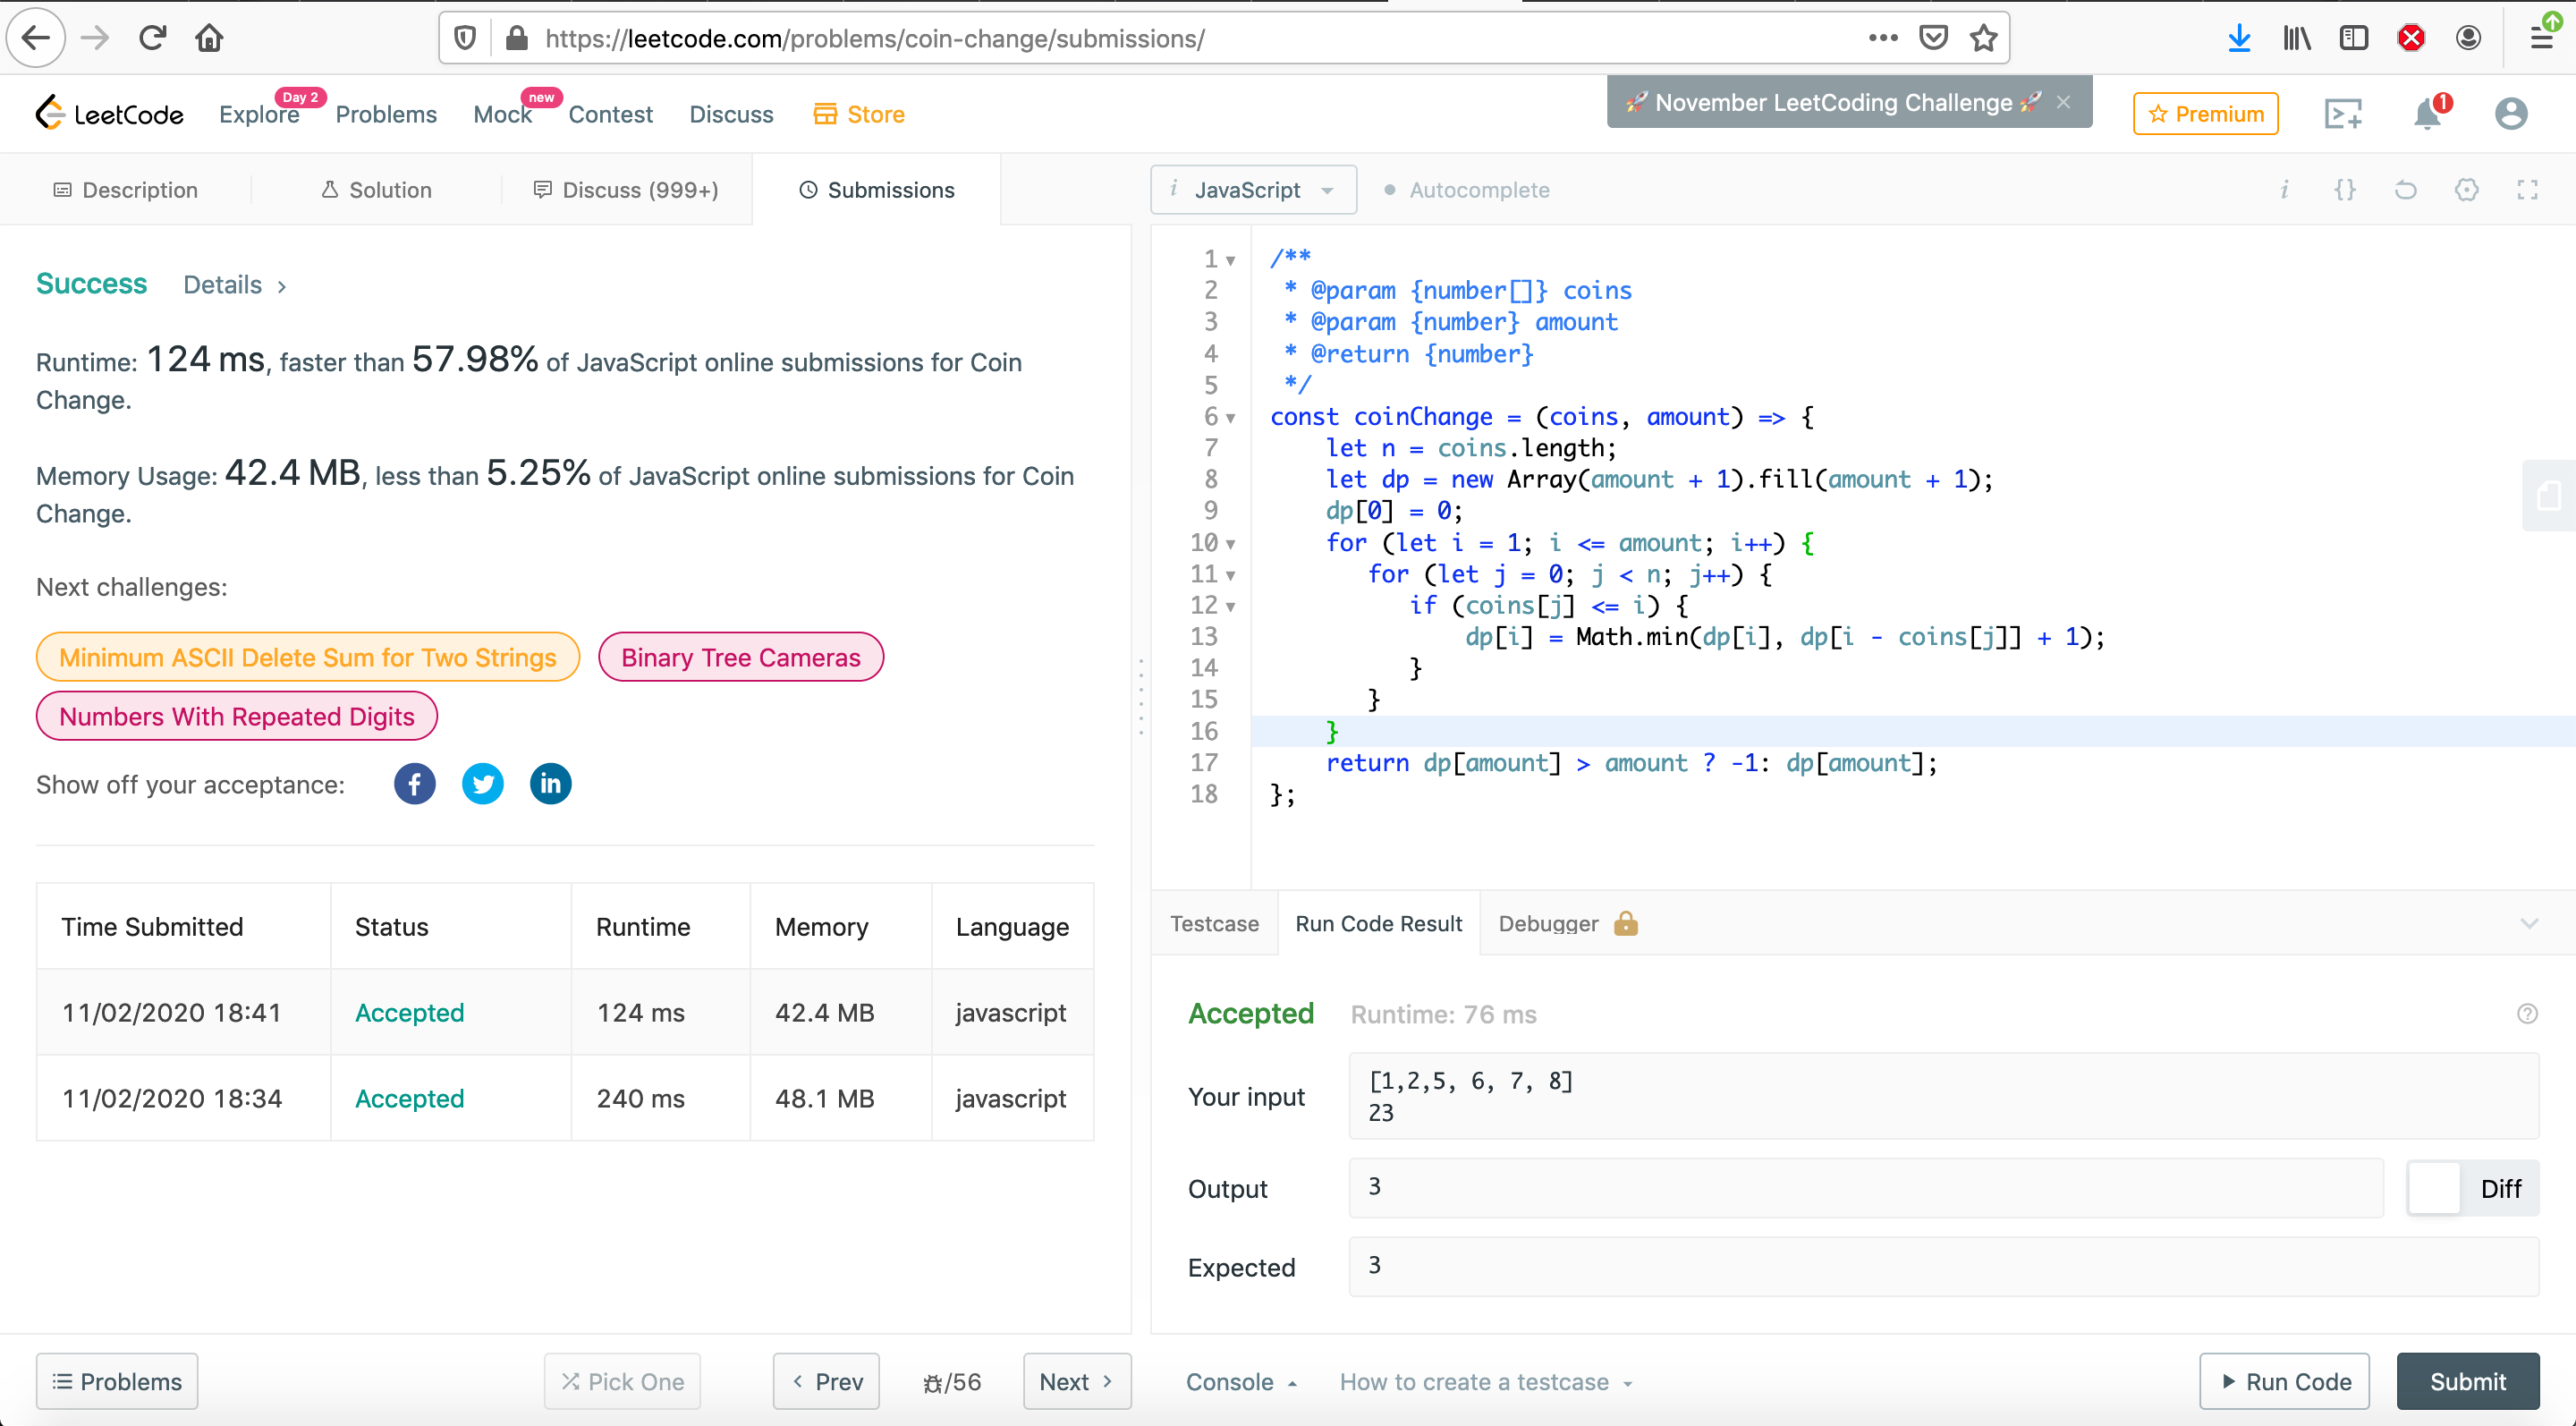 https://leetcode.com/problems/coin-change/submissions/
LeetCode
Explore
Day 2
Problems
Mock
new
Contest
Discuss
Store
🚀 November LeetCoding Challenge 🚀
Premium
1
Description
Solution
Discuss (999+)
Submissions
Success Details
Runtime: 124 ms, faster than 57.98% of JavaScript online submissions for Coin
Change.
Memory Usage: 42.4 MB, less than 5.25% of JavaScript online submissions for Coin
Change.
Next challenges:
Minimum ASCII Delete Sum for Two Strings
Binary Tree Cameras
Numbers With Repeated Digits
Show off your acceptance:
f
in
Time Submitted Status Runtime Memory Language
11/02/2020 18:41 Accepted 124 ms 42.4 MB javascript
11/02/2020 18:34 Accepted 240 ms 48.1 MB javascript
Problems
Pick One
Prev
/56
Next
i JavaScript
Autocomplete
i {}
1 /**
2 * @param {number[]} coins
3 * @param {number} amount
4 * @return {number}
5 */
6 const coinChange = (coins, amount) => {
7 let n = coins.length;
8 let dp = new Array(amount + 1).fill(amount + 1);
9 dp[0] = 0;
10 for (let i = 1; i <= amount; i++) {
11 for (let j = 0; j < n; j++) {
12 if (coins[j] <= i) {
13 dp[i] = Math.min(dp[i], dp[i - coins[j]] + 1);
14 }
15 }
16 }
17 return dp[amount] > amount ? -1: dp[amount];
18 };
Testcase
Run Code Result
Debugger
Accepted Runtime: 76 ms
?
Your input
[1,2,5, 6, 7, 8]
23
Output
3
Diff
Expected
3
Console
How to create a testcase
Run Code
Submit